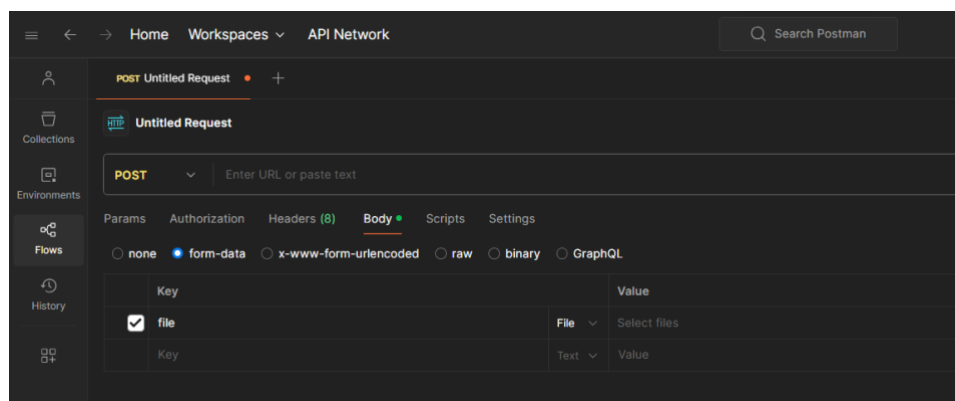 Home Workspaces API Network Search Postman
POST Untitled Request
HTTP Untitled Request
Collections
POST Enter URL or paste text
Environments
Params Authorization Headers (8) Body Scripts Settings
Flows
none form-data x-www-form-urlencoded raw binary GraphQL
Key Value
History
file File Select files
Key Text Value